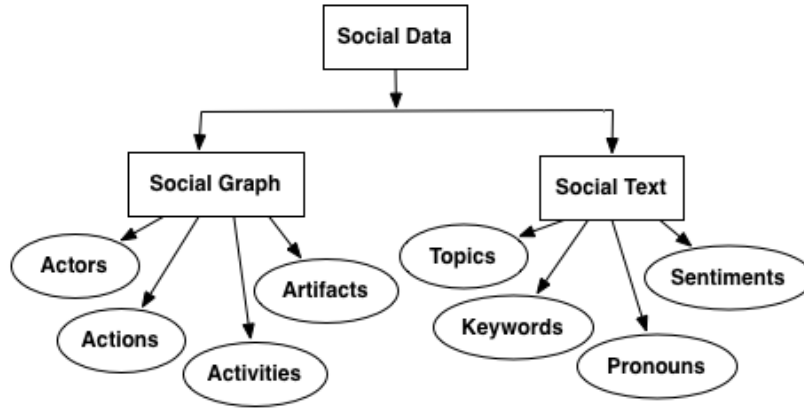 Social Data
Social Graph
Social Text
Actors
Actions
Activities
Artifacts
Topics
Keywords
Pronouns
Sentiments